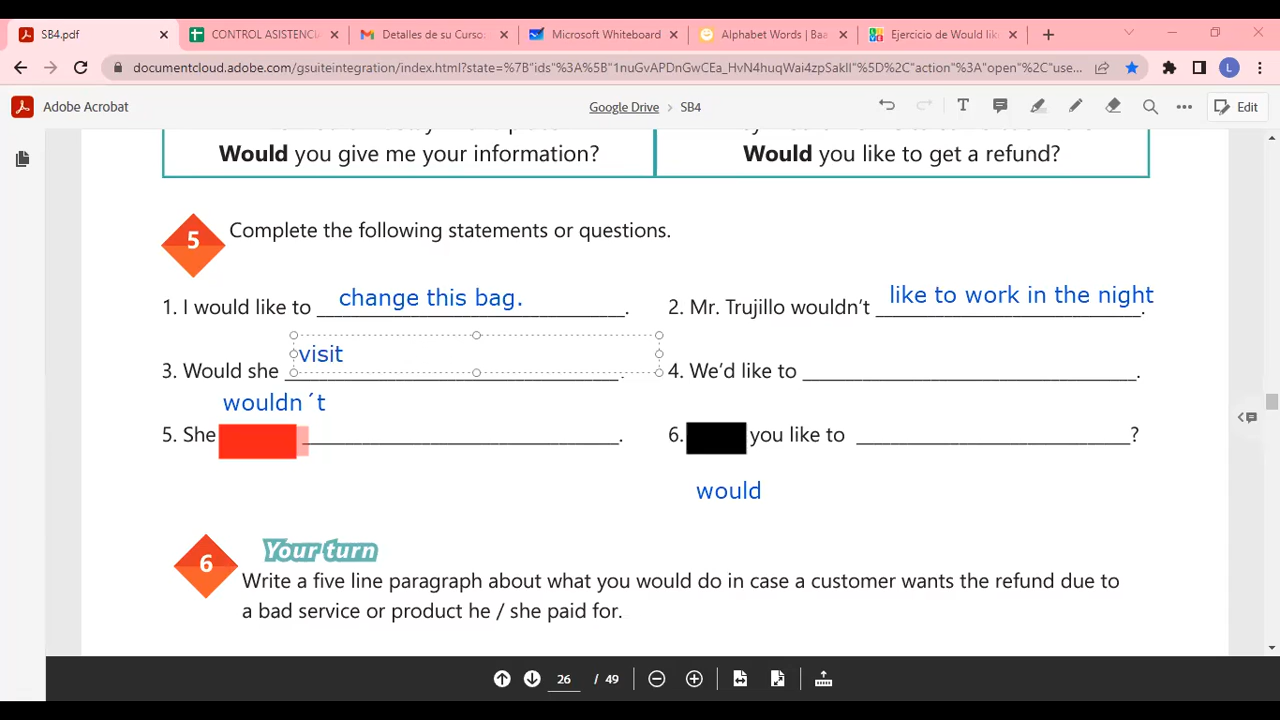 SB4.pdf
CONTROL ASISTENCIA
Detalles de su Curso:
Microsoft Whiteboard
Alphabet Words | Baa
Ejercicio de Would lik
documentcloud.adobe.com/gsuiteintegration/index.html?state=%7B"ids"%3A%5B"1nuGvAPDnGwCEa_HvN4huqWai4zpSakIl"%5D%2C"action"%3A"open"%2C"use...
L
Adobe Acrobat
Google Drive > SB4
Edit
Would you give me your information?
Would you like to get a refund?
5 Complete the following statements or questions.
1. I would like to change this bag.
2. Mr. Trujillo wouldn't like to work in the night.
3. Would she visit.
4. We'd like to .
5. She wouldn´t .
6. would you like to ?
6 Your turn
Write a five line paragraph about what you would do in case a customer wants the refund due to
a bad service or product he / she paid for.
26 / 49